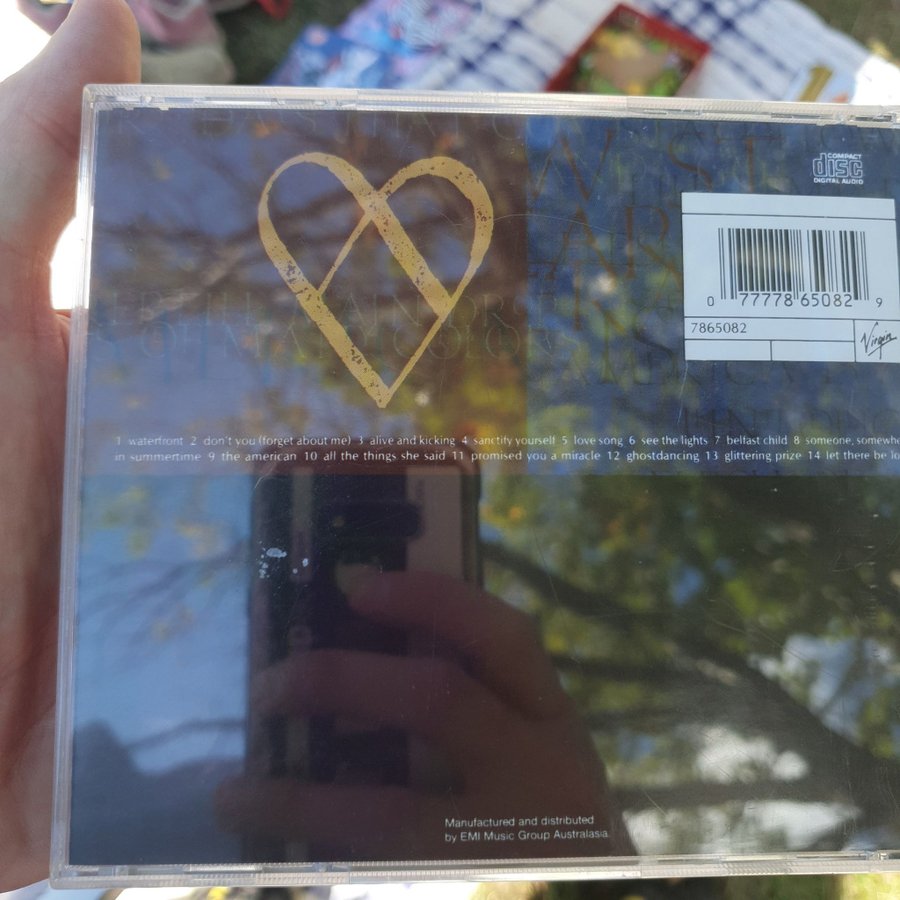 COMPACT
disc
DIGITAL AUDIO
0 77778 65082 9
7865082
Virgin
1 waterfront 2 don't you (forget about me) 3 alive and kicking 4 sanctify yourself 5 love song 6 see the lights 7 belfast child 8 someone, somewhe
in summertime 9 the american 10 all the things she said 11 promised you a miracle 12 ghostdancing 13 glittering prize 14 let there be lo
Manufactured and distributed
by EMI Music Group Australasia.